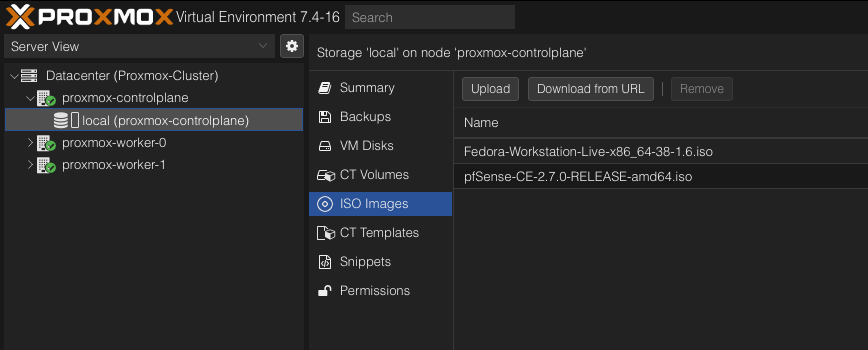 PROXMOX Virtual Environment 7.4-16 Search
Server View
Storage 'local' on node 'proxmox-controlplane'
Datacenter (Proxmox-Cluster)
proxmox-controlplane
local (proxmox-controlplane)
proxmox-worker-0
proxmox-worker-1
Summary
Backups
VM Disks
CT Volumes
ISO Images
CT Templates
Snippets
Permissions
Upload Download from URL Remove
Name
Fedora-Workstation-Live-x86_64-38-1.6.iso
pfSense-CE-2.7.0-RELEASE-amd64.iso